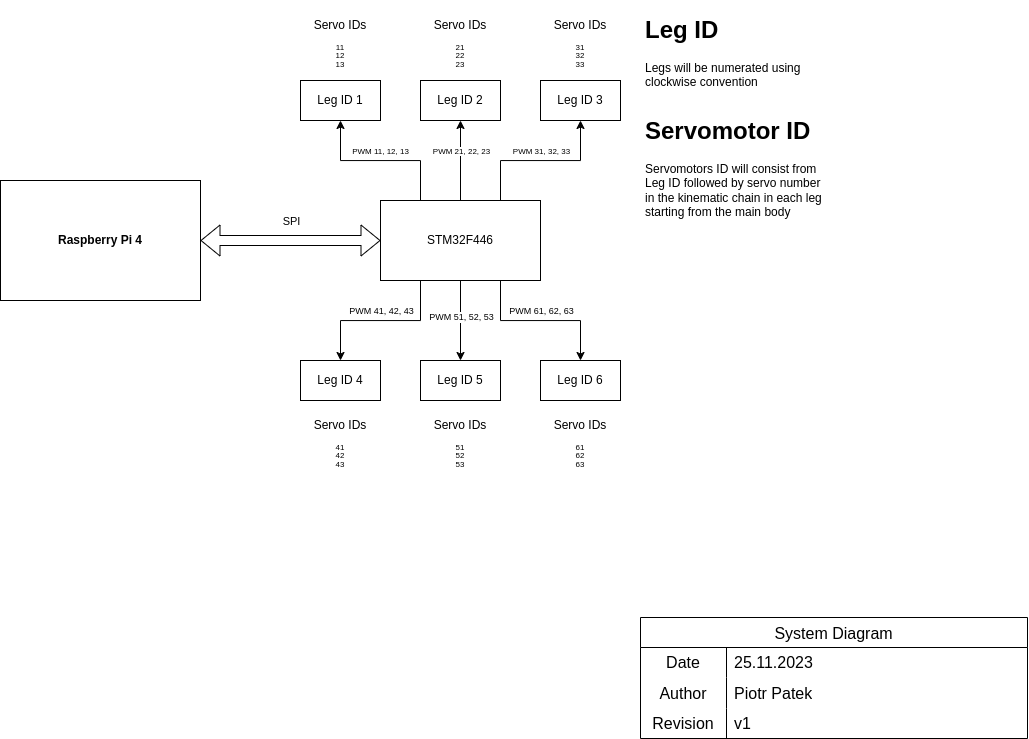 Servo IDs
11
12
13
Servo IDs
21
22
23
Servo IDs
31
32
33
Leg ID 1
Leg ID 2
Leg ID 3
PWM 11, 12, 13
PWM 21, 22, 23
PWM 31, 32, 33
Leg ID
Legs will be numerated using
clockwise convention
Servomotor ID
Servomotors ID will consist from
Leg ID followed by servo number
in the kinematic chain in each leg
starting from the main body
Raspberry Pi 4
SPI
STM32F446
PWM 41, 42, 43
PWM 51, 52, 53
PWM 61, 62, 63
Leg ID 4
Leg ID 5
Leg ID 6
Servo IDs
41
42
43
Servo IDs
51
52
53
Servo IDs
61
62
63
System Diagram
Date 25.11.2023
Author Piotr Patek
Revision v1